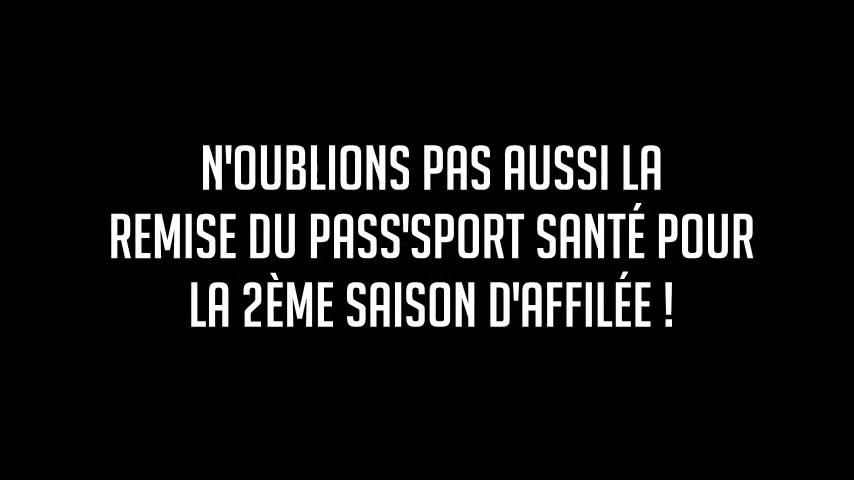 N'OUBLIONS PAS AUSSI LA
REMISE DU PASS'SPORT SANTÉ POUR
LA 2ÈME SAISON D'AFFILÉE !